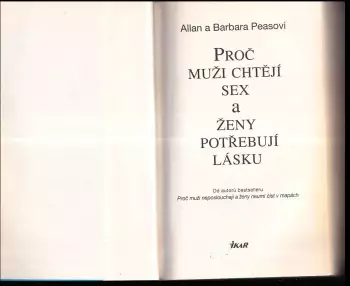 Allan a Barbara Peasovi
PROČ
MUŽI CHTĚJÍ
SEX
a
ŽENY
POTŘEBUJÍ
LÁSKU
Od autorů bestselleru
Proč muži neposlouchají a ženy neumí číst v mapách
IKAR